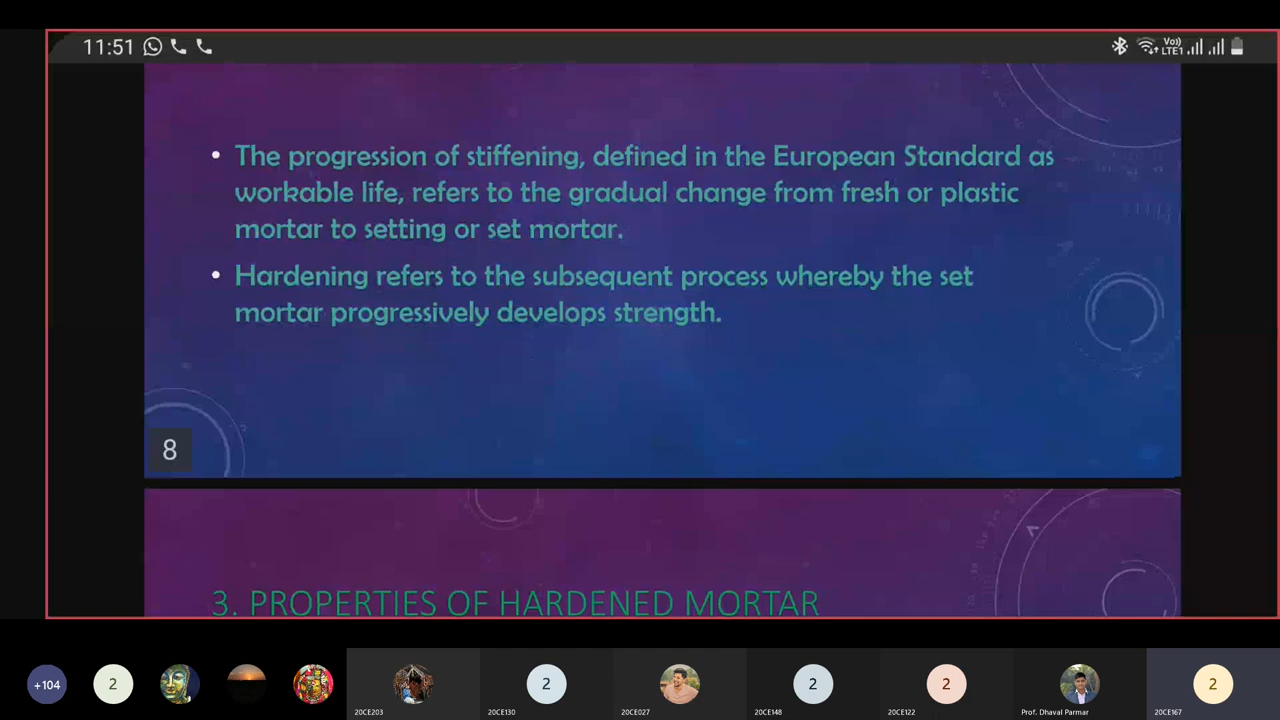 11:51
Vo))
LTE1
• The progression of stiffening, defined in the European Standard as
workable life, refers to the gradual change from fresh or plastic
mortar to setting or set mortar.
• Hardening refers to the subsequent process whereby the set
mortar progressively develops strength.
8
3. PROPERTIES OF HARDENED MORTAR
+104
2
2
2
2
2
20CE203
20CE130
20CE027
20CE148
20CE122
Prof. Dhaval Parmar
20CE167